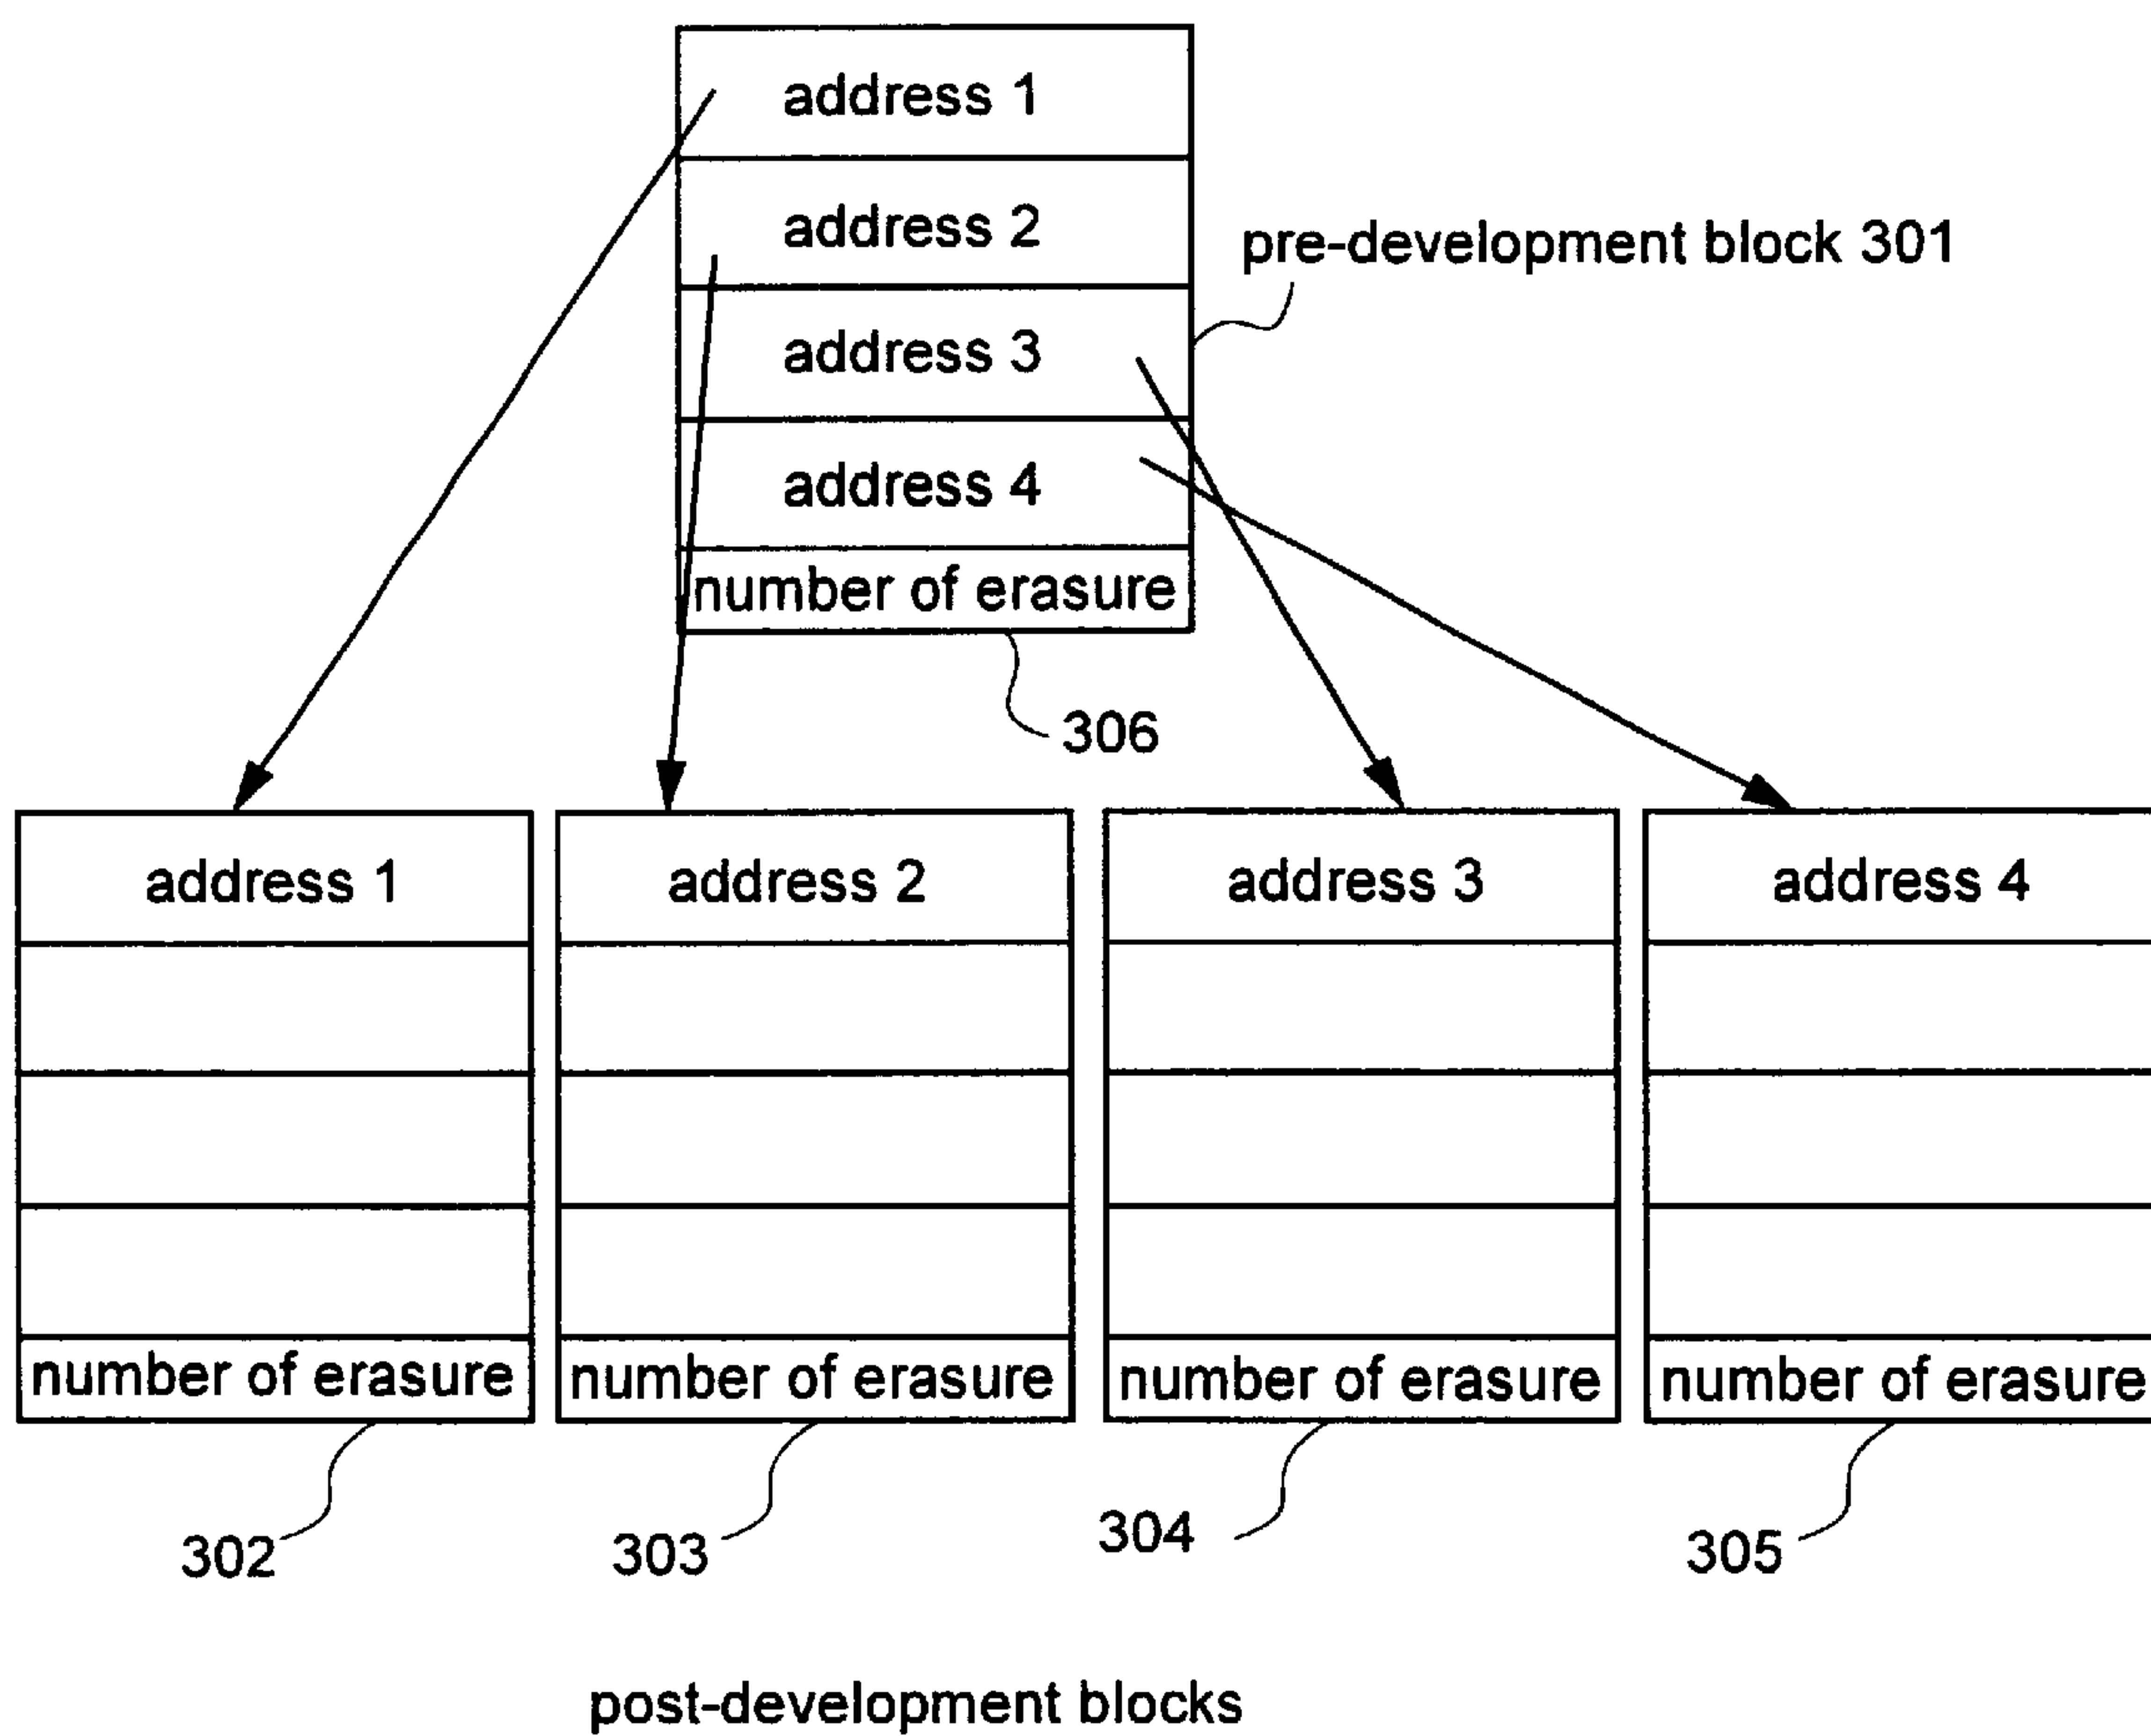 address 1
address 2
pre-development block 301
address 3
address 4
number of erasure
306
address 1
address 2
address 3
address 4
number of erasure
number of erasure
number of erasure
number of erasure
302
303
304
305
post-development blocks